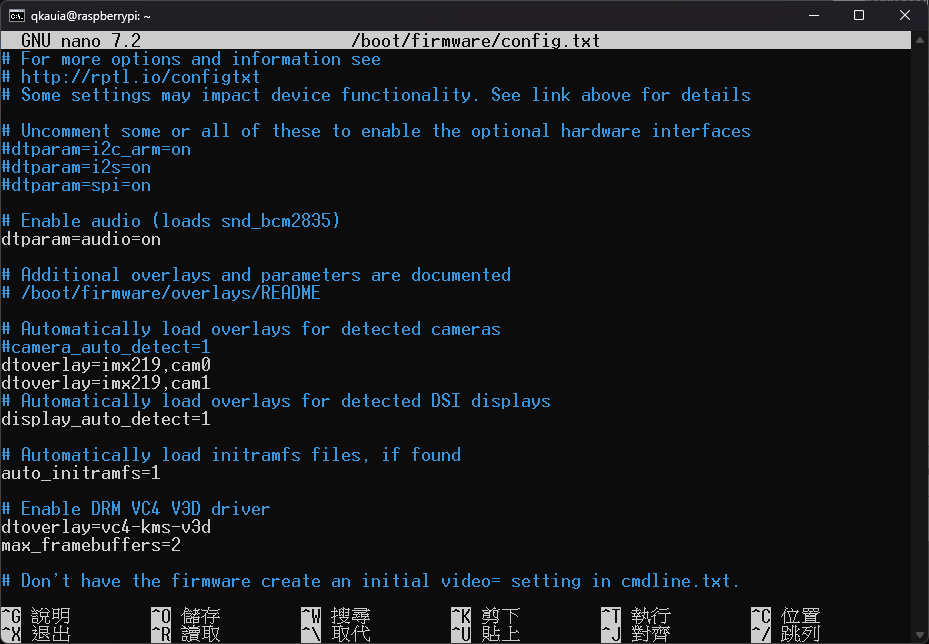 qkauia@raspberrypi: ~
GNU nano 7.2 /boot/firmware/config.txt
# For more options and information see
# http://rptl.io/configtxt
# Some settings may impact device functionality. See link above for details
# Uncomment some or all of these to enable the optional hardware interfaces
#dtparam=i2c_arm=on
#dtparam=i2s=on
#dtparam=spi=on
# Enable audio (loads snd_bcm2835)
dtparam=audio=on
# Additional overlays and parameters are documented
# /boot/firmware/overlays/README
# Automatically load overlays for detected cameras
#camera_auto_detect=1
dtoverlay=imx219,cam0
dtoverlay=imx219,cam1
# Automatically load overlays for detected DSI displays
display_auto_detect=1
# Automatically load initramfs files, if found
auto_initramfs=1
# Enable DRM VC4 V3D driver
dtoverlay=vc4-kms-v3d
max_framebuffers=2
# Don't have the firmware create an initial video= setting in cmdline.txt.
^G 說明 ^O 儲存 ^W 搜尋 ^K 剪下 ^T 執行 ^C 位置
^X 退出 ^R 讀取 ^\ 取代 ^U 貼上 ^J 對齊 ^/ 跳列